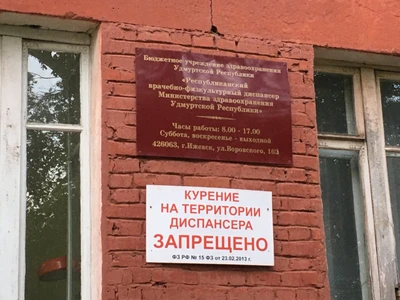 Бюджетное учреждение здравоохранения
Удмуртской Республики
«Республиканский
врачебно-физкультурный диспансер
Министерства здравоохранения
Удмуртской Республики»
Часы работы: 8.00 - 17.00
Суббота, воскресенье - выходной
426063, г.Ижевск, ул.Воровского, 163
КУРЕНИЕ
НА ТЕРРИТОРИИ
ДИСПАНСЕРА
ЗАПРЕЩЕНО
ФЗ РФ № 15 ФЗ от 23.02.2013 г.